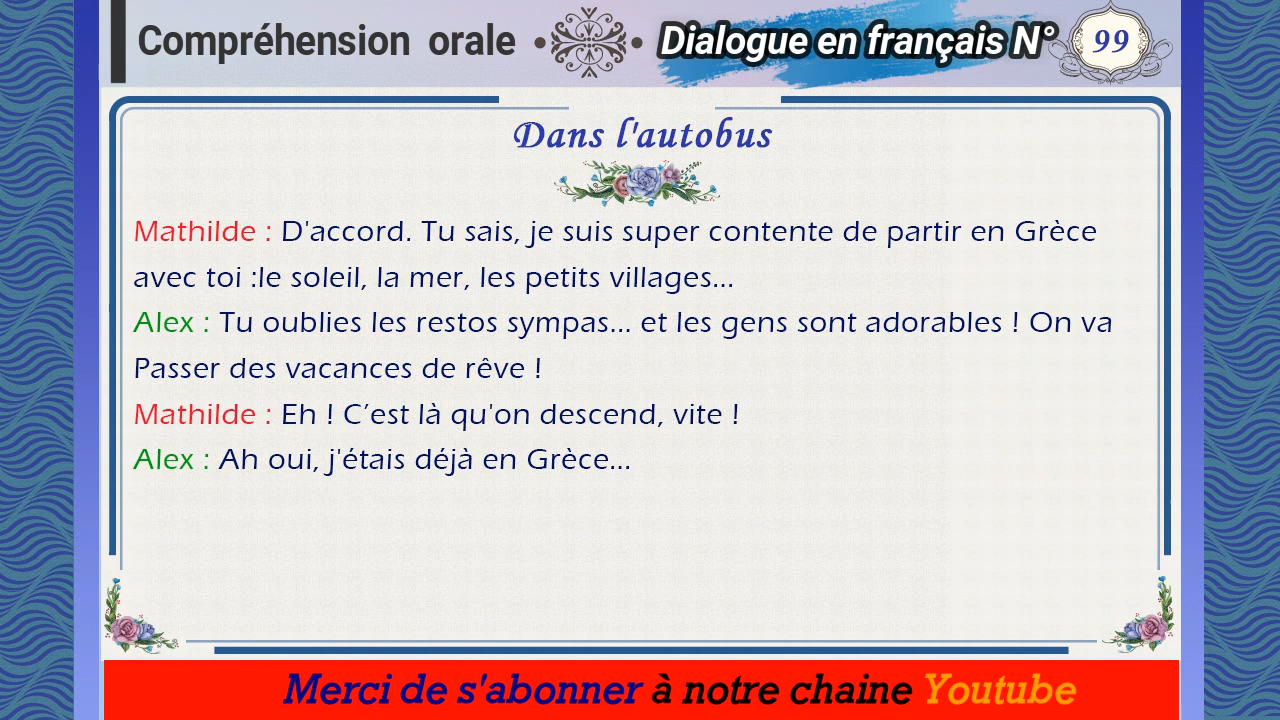 Compréhension orale Dialogue en français N° 99
Dans l'autobus
Mathilde : D'accord. Tu sais, je suis super contente de partir en Grèce
avec toi :le soleil, la mer, les petits villages...
Alex : Tu oublies les restos sympas... et les gens sont adorables ! On va
Passer des vacances de rêve !
Mathilde : Eh ! C’est là qu'on descend, vite !
Alex : Ah oui, j'étais déjà en Grèce...
Merci de s'abonner à notre chaine Youtube